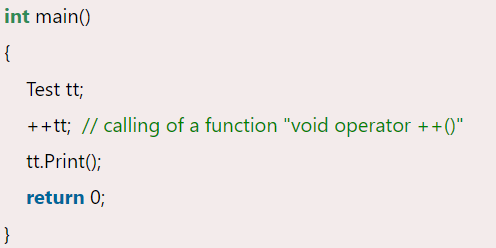 int main()
{
Test tt;
++tt; // calling of a function "void operator ++()"
tt.Print();
return 0;
}